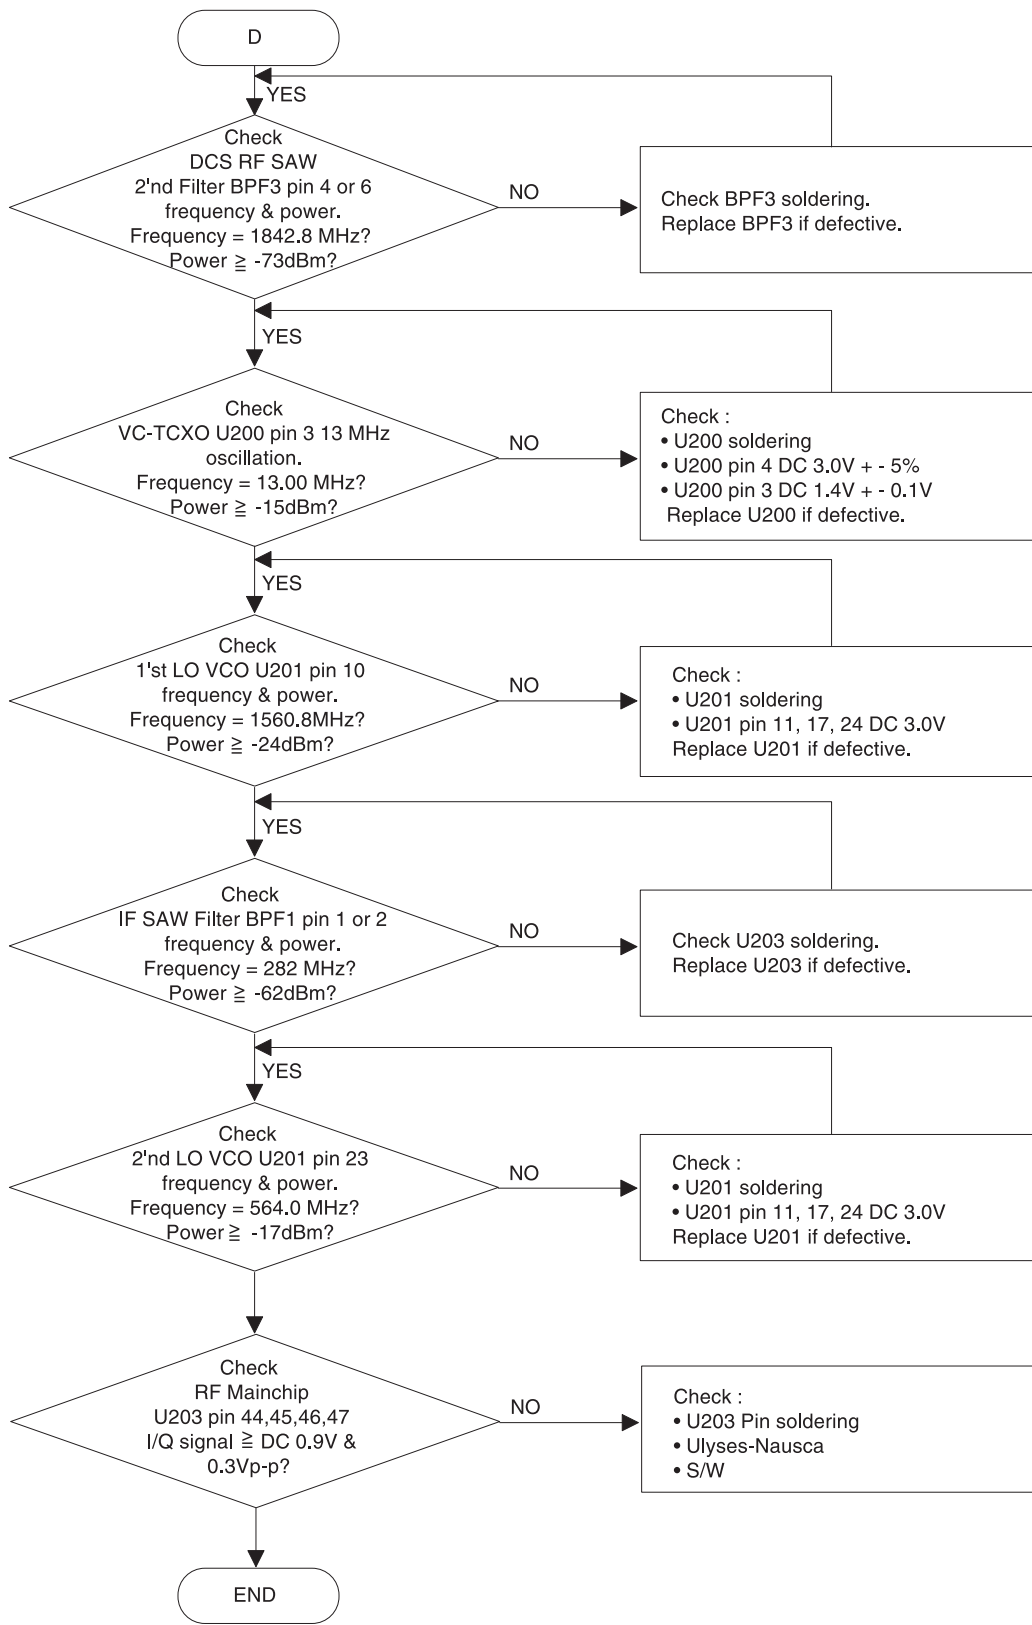 D
YES
Check
DCS RF SAW
2'nd Filter BPF3 pin 4 or 6
frequency & power.
Frequency = 1842.8 MHz?
Power ≧ -73dBm?
NO
Check BPF3 soldering.
Replace BPF3 if defective.
YES
Check
VC-TCXO U200 pin 3 13 MHz
oscillation.
Frequency = 13.00 MHz?
Power ≧ -15dBm?
NO
Check :
• U200 soldering
• U200 pin 4 DC 3.0V + - 5%
• U200 pin 3 DC 1.4V + - 0.1V
Replace U200 if defective.
YES
Check
1'st LO VCO U201 pin 10
frequency & power.
Frequency = 1560.8MHz?
Power ≧ -24dBm?
NO
Check :
• U201 soldering
• U201 pin 11, 17, 24 DC 3.0V
Replace U201 if defective.
YES
Check
IF SAW Filter BPF1 pin 1 or 2
frequency & power.
Frequency = 282 MHz?
Power ≧ -62dBm?
NO
Check U203 soldering.
Replace U203 if defective.
YES
Check
2'nd LO VCO U201 pin 23
frequency & power.
Frequency = 564.0 MHz?
Power ≧ -17dBm?
NO
Check :
• U201 soldering
• U201 pin 11, 17, 24 DC 3.0V
Replace U201 if defective.
Check
RF Mainchip
U203 pin 44,45,46,47
I/Q signal ≧ DC 0.9V &
0.3Vp-p?
NO
Check :
• U203 Pin soldering
• Ulyses-Nausca
• S/W
END